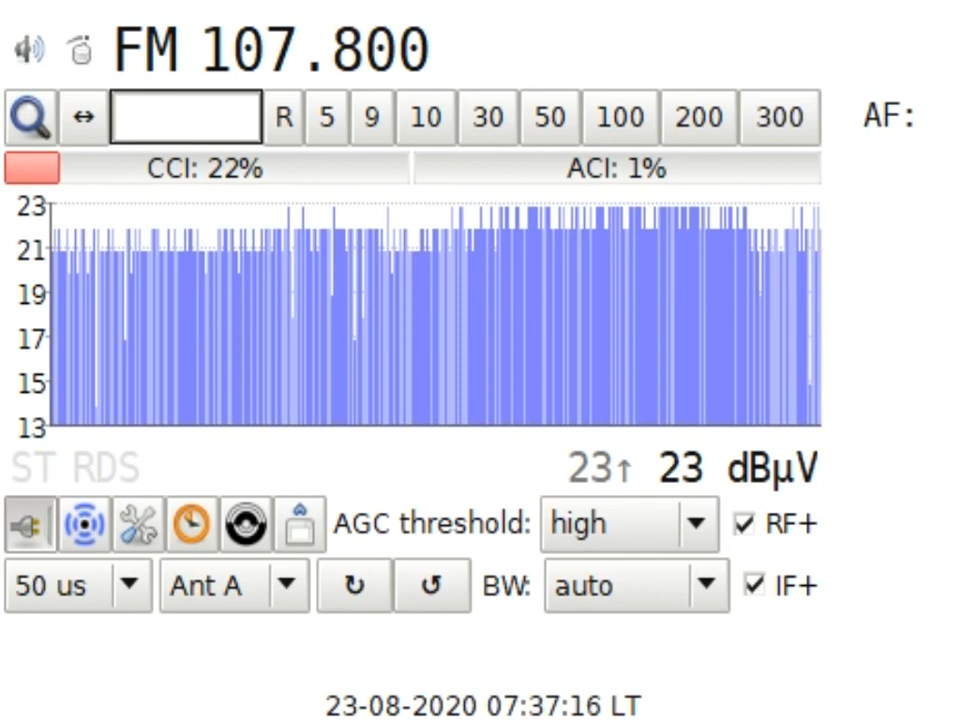 FM 107.800
↔ R 5 9 10 30 50 100 200 300 AF:
CCI: 22% ACI: 1%
23
21
19
17
15
13
ST RDS 23↑ 23 dBµV
AGC threshold: high RF+
50 us Ant A ↻ ↺ BW: auto IF+
23-08-2020 07:37:16 LT